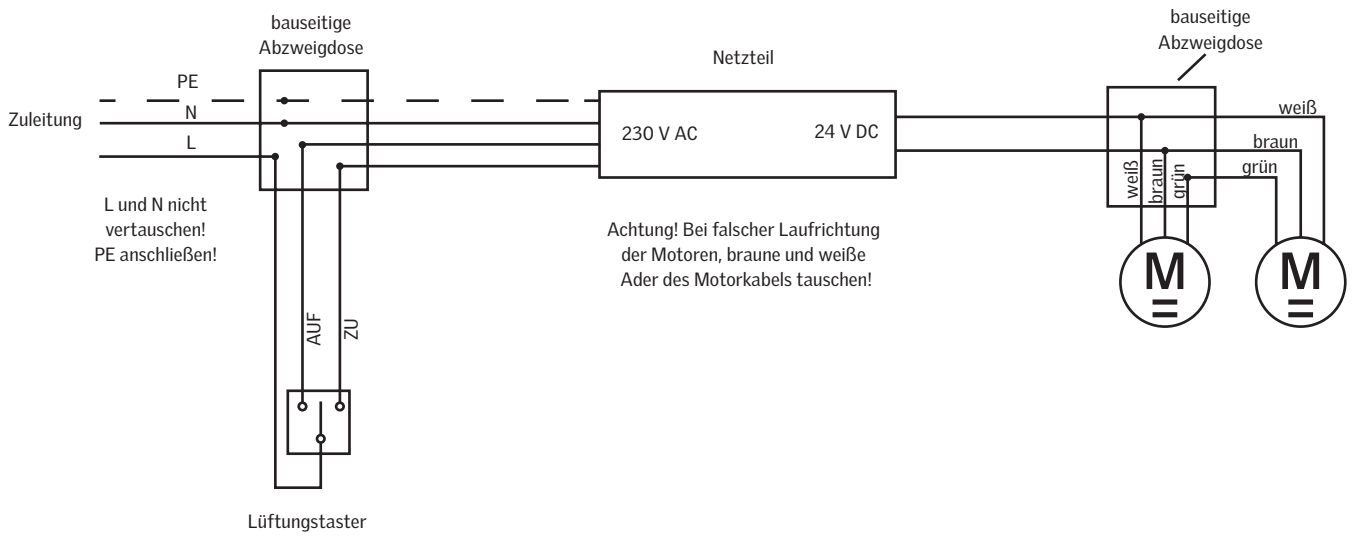 bauseitige
Abzweigdose
PE
Zuleitung
N
L
L und N nicht
vertauschen!
PE anschließen!
AUF
ZU
Lüftungstaster
Netzteil
230 V AC
24 V DC
Achtung! Bei falscher Laufrichtung
der Motoren, braune und weiße
Ader des Motorkabels tauschen!
bauseitige
Abzweigdose
weiß
braun
grün
weiß
braun
grün
M
M